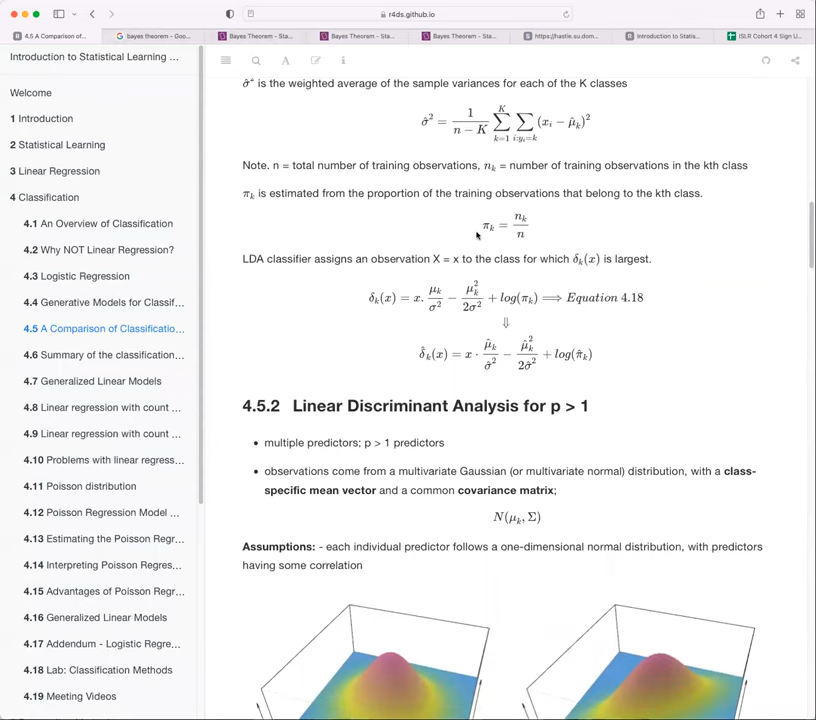 r4ds.github.io
4.5 A Comparison of...
bayes theorem - Goo...
Bayes Theorem - Sta...
Bayes Theorem - Sta...
Bayes Theorem - Sta...
https://hastie.su.dom...
Introduction to Statis...
ISLR Cohort 4 Sign U...
Introduction to Statistical Learning ...
Welcome
1 Introduction
2 Statistical Learning
3 Linear Regression
4 Classification
4.1 An Overview of Classification
4.2 Why NOT Linear Regression?
4.3 Logistic Regression
4.4 Generative Models for Classif...
4.5 A Comparison of Classificatio...
4.6 Summary of the classification...
4.7 Generalized Linear Models
4.8 Linear regression with count ...
4.9 Linear regression with count ...
4.10 Problems with linear regress...
4.11 Poisson distribution
4.12 Poisson Regression Model ...
4.13 Estimating the Poisson Regr...
4.14 Interpreting Poisson Regres...
4.15 Advantages of Poisson Regr...
4.16 Generalized Linear Models
4.17 Addendum - Logistic Regre...
4.18 Lab: Classification Methods
4.19 Meeting Videos
σ̂² is the weighted average of the sample variances for each of the K classes
σ̂² = 1/(n − K) ∑_{k=1}^{K} ∑_{i:y_i=k} (x_i − μ̂_k)²
Note. n = total number of training observations, n_k = number of training observations in the kth class
π_k is estimated from the proportion of the training observations that belong to the kth class.
π_k = n_k/n
LDA classifier assigns an observation X = x to the class for which δ_k(x) is largest.
δ_k(x) = x. μ_k/σ² − μ_k²/2σ² + log(π_k) ⟹ Equation 4.18
⇓
δ̂_k(x) = x · μ̂_k/σ̂² − μ̂_k²/2σ̂² + log(π̂_k)
4.5.2 Linear Discriminant Analysis for p > 1
• multiple predictors; p > 1 predictors
• observations come from a multivariate Gaussian (or multivariate normal) distribution, with a class-
specific mean vector and a common covariance matrix;
N(μ_k, Σ)
Assumptions: - each individual predictor follows a one-dimensional normal distribution, with predictors
having some correlation